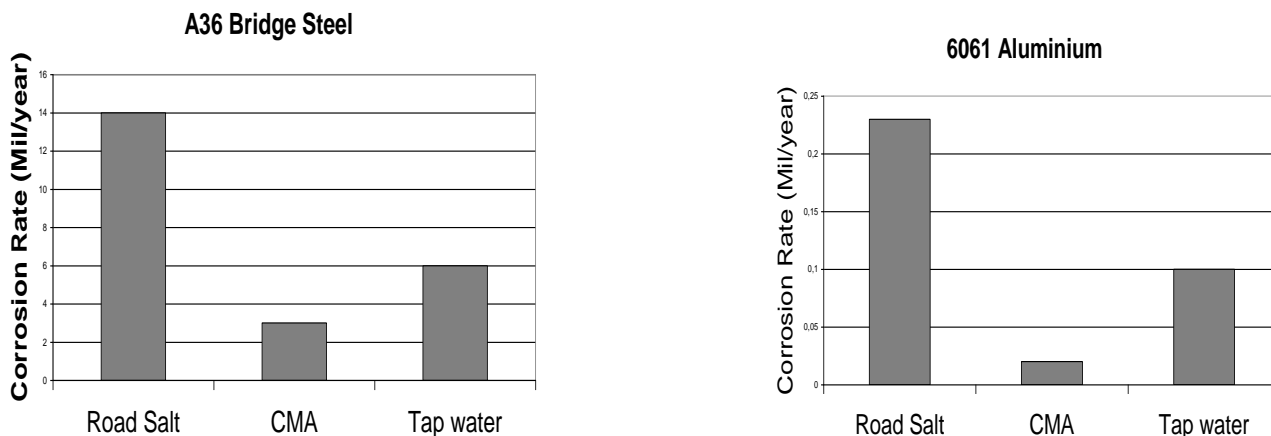 A36 Bridge Steel
Corrosion Rate (Mil/year)
16
14
12
10
8
6
4
2
0
Road Salt CMA Tap water
6061 Aluminium
Corrosion Rate (Mil/year)
0,25
0,2
0,15
0,1
0,05
0
Road Salt CMA Tap water